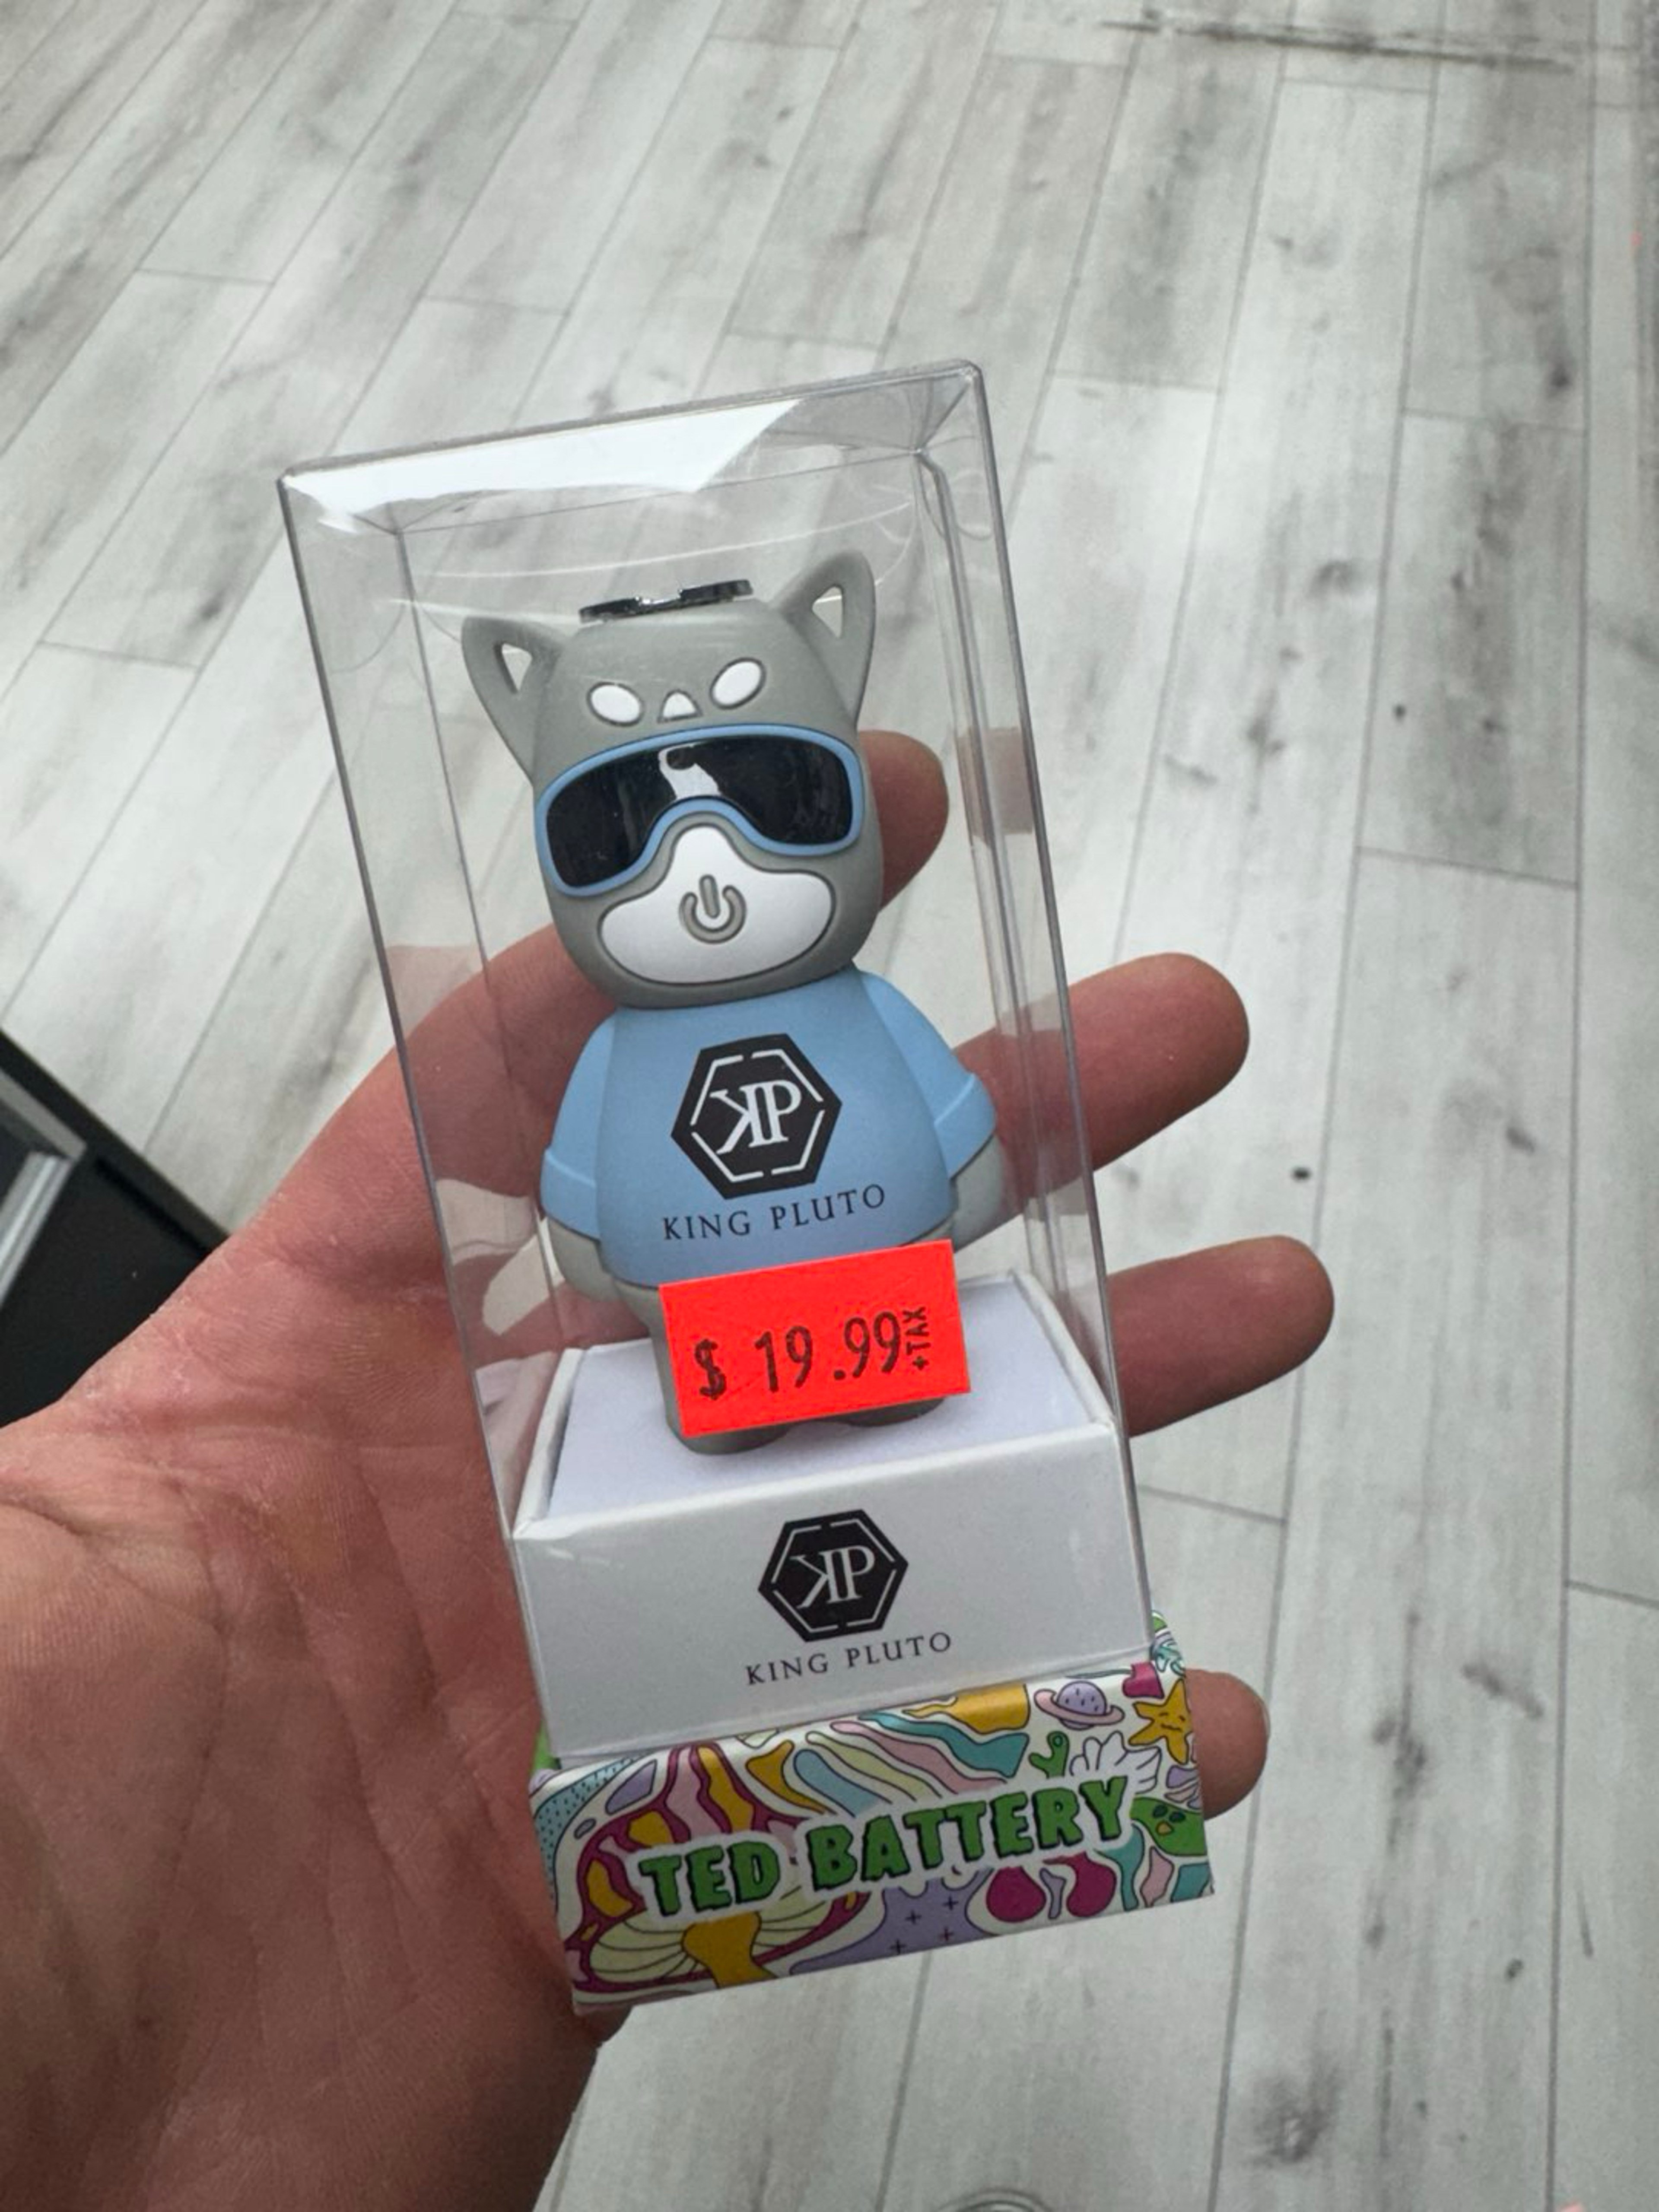 KP
KING PLUTO
$ 19.99 +TAX
KP
KING PLUTO
TED BATTERY